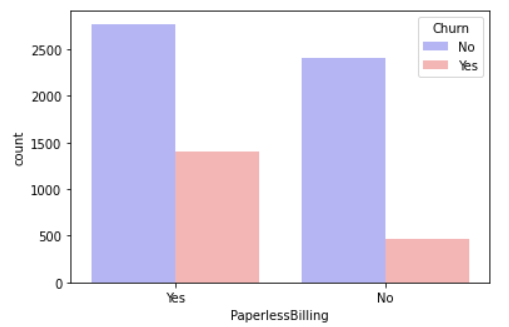 Churn
No
Yes
2500
2000
1500
1000
500
0
count
Yes
No
PaperlessBilling